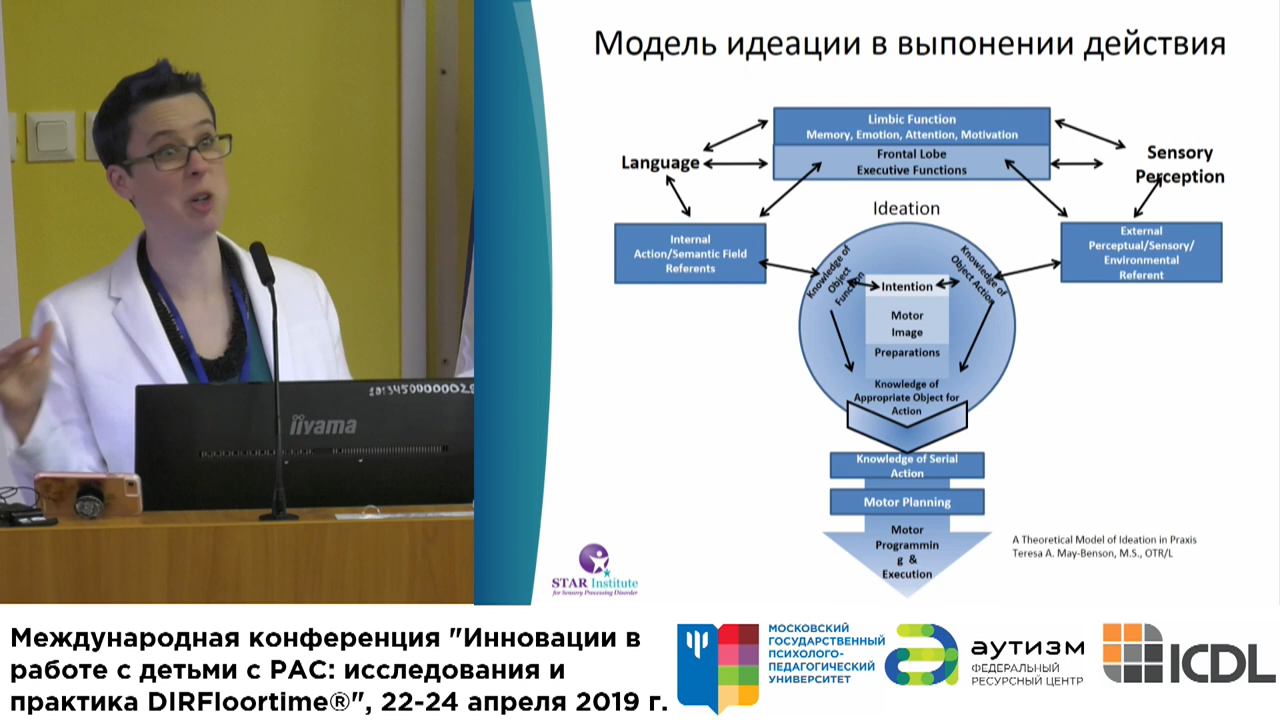 Модель идеации в выпонении действия
Limbic Function
Memory, Emotion, Attention, Motivation
Frontal Lobe
Executive Functions
Language
Sensory
Perception
Ideation
Internal
Action/Semantic Field
Referents
External
Perceptual/Sensory/
Environmental
Referent
Knowledge of
Object
Function
Knowledge of
Object Action
Intention
Motor
Image
Preparations
Knowledge of
Appropriate Object for
Action
Knowledge of Serial
Action
Motor Planning
Motor
Programmin
g &
Execution
A Theoretical Model of Ideation in Praxis
Teresa A. May-Benson, M.S., OTR/L
STAR Institute
for Sensory Processing Disorder
iiyama
Международная конференция "Инновации в
работе с детьми с РАС: исследования и
практика DIRFloortime®", 22-24 апреля 2019 г.
МОСКОВСКИЙ
ГОСУДАРСТВЕННЫЙ
ПСИХОЛОГО-
ПЕДАГОГИЧЕСКИЙ
УНИВЕРСИТЕТ
аутизм
ФЕДЕРАЛЬНЫЙ
РЕСУРСНЫЙ ЦЕНТР
ICDL